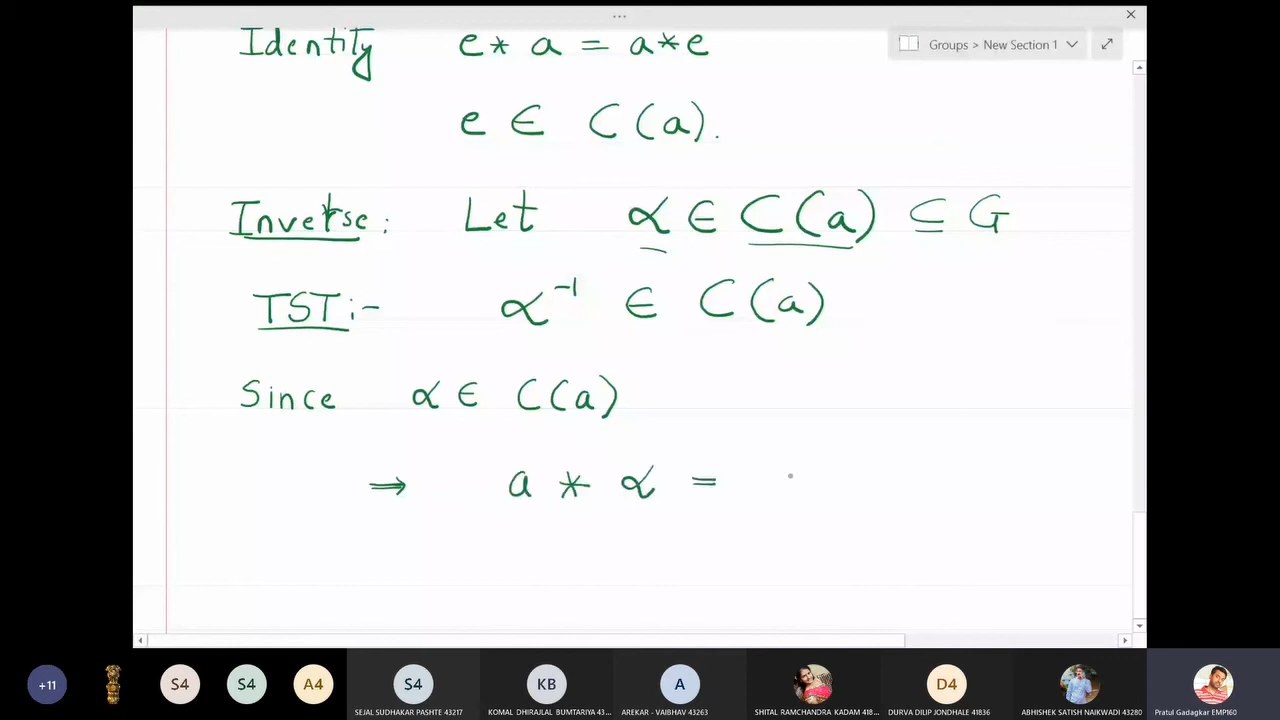 Groups > New Section 1
Identity e * a = a * e
e ∈ C(a).
Inverse: Let α ∈ C(a) ⊆ G
TST:- α⁻¹ ∈ C(a)
Since α ∈ C(a)
⇒ a * α =
+11
S4
S4
A4
S4
KB
A
D4
SEJAL SUDHAKAR PASHTE 43217
KOMAL DHIRAJLAL BUMTARIYA 43...
AREKAR - VAIBHAV 43263
SHITAL RAMCHANDRA KADAM 418...
DURVA DILIP JONDHALE 41836
ABHISHEK SATISH NAIKWADI 43280
Pratul Gadagkar EMP160